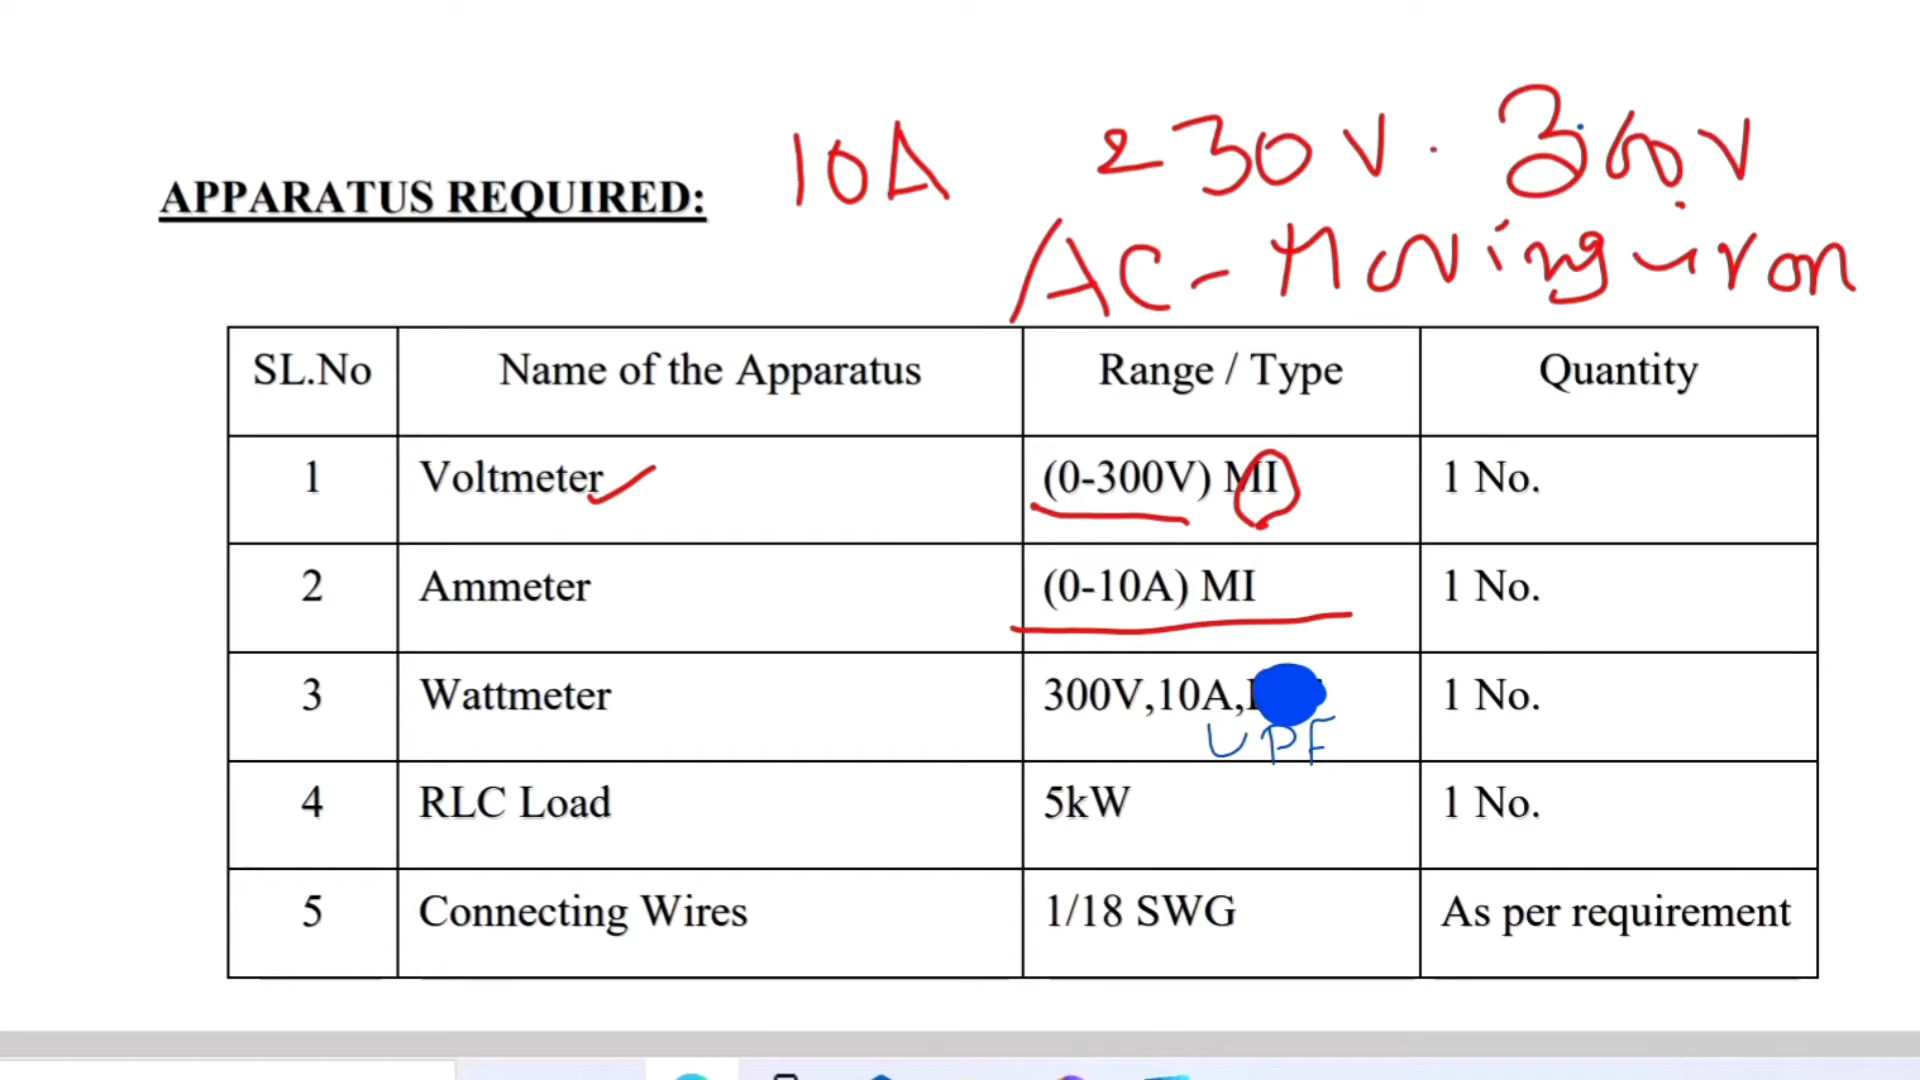 10A 230V. 300V
APPARATUS REQUIRED:
AC - Moving iron
SL.No Name of the Apparatus Range / Type Quantity
1 Voltmeter (0-300V) MI 1 No.
2 Ammeter (0-10A) MI 1 No.
3 Wattmeter 300V,10A, 1 No.
UPF
4 RLC Load 5kW 1 No.
5 Connecting Wires 1/18 SWG As per requirement